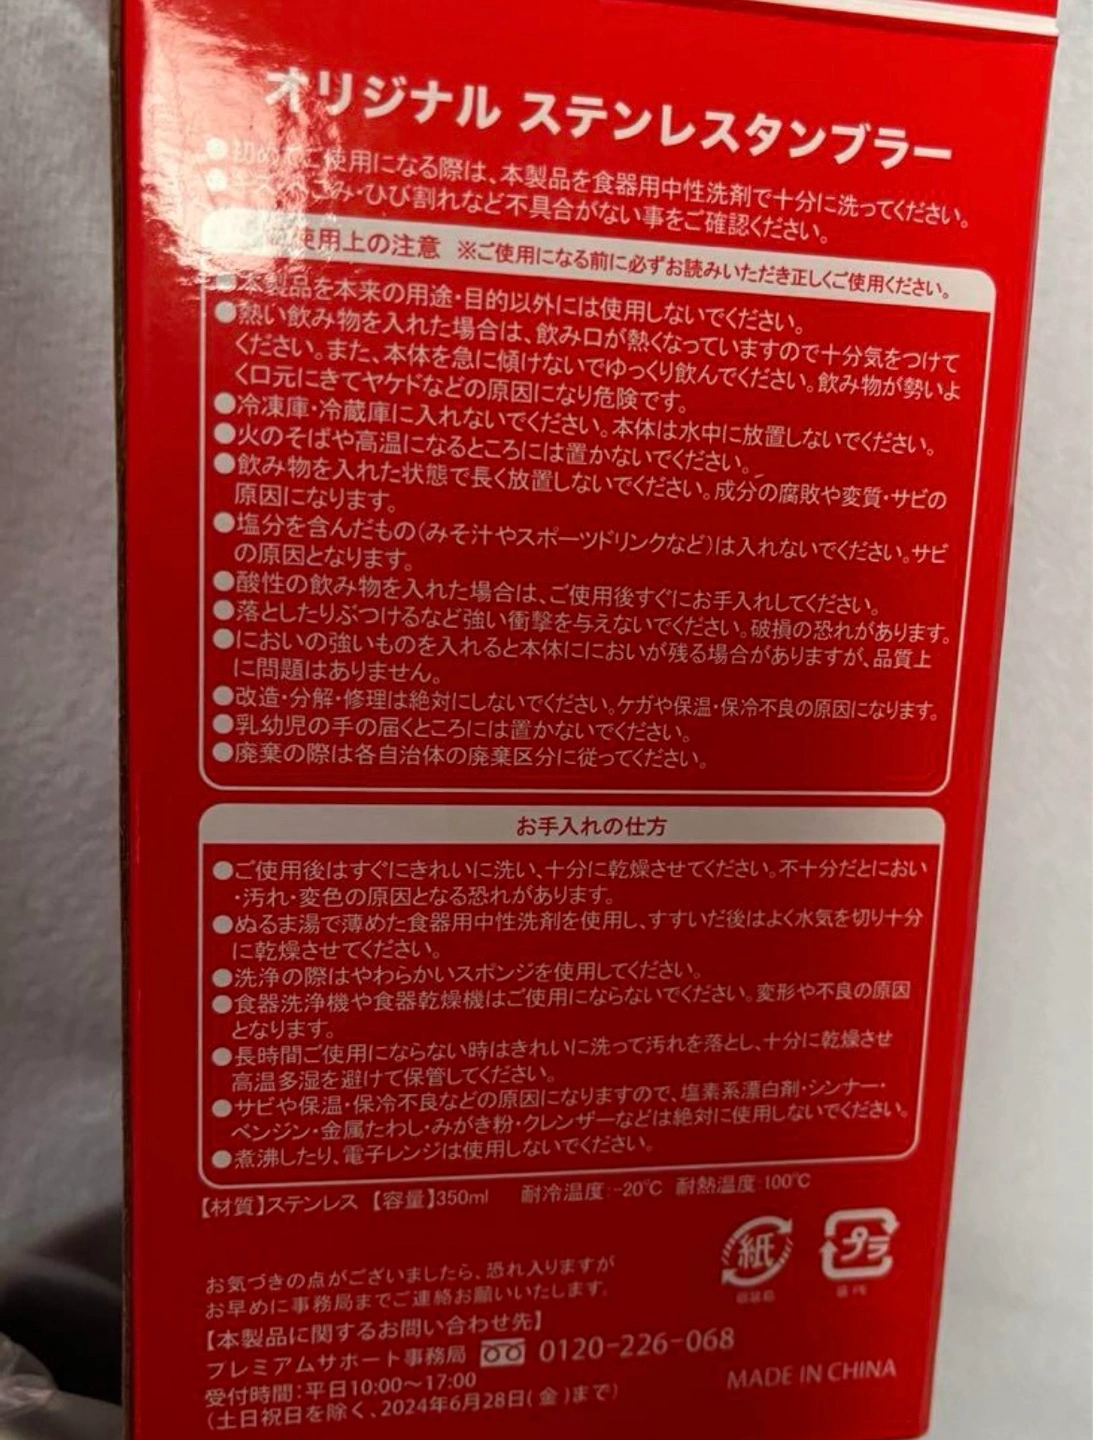 オリジナル ステンレスタンブラー
●初めてご使用になる際は、本製品を食器用中性洗剤で十分に洗ってください。
●キズ・へこみ・ひび割れなど不具合がない事をご確認ください。
使用上の注意 ※ご使用になる前に必ずお読みいただき正しくご使用ください。
●本製品を本来の用途・目的以外には使用しないでください。
●熱い飲み物を入れた場合は、飲み口が熱くなっていますので十分気をつけて
ください。また、本体を急に傾けないでゆっくり飲んでください。飲み物が勢いよ
く口元にきてヤケドなどの原因になり危険です。
●冷凍庫・冷蔵庫に入れないでください。本体は水中に放置しないでください。
●火のそばや高温になるところには置かないでください。
●飲み物を入れた状態で長く放置しないでください。成分の腐敗や変質・サビの
原因になります。
●塩分を含んだもの(みそ汁やスポーツドリンクなど)は入れないでください。サビ
の原因となります。
●酸性の飲み物を入れた場合は、ご使用後すぐにお手入れしてください。
●落としたりぶつけるなど強い衝撃を与えないでください。破損の恐れがあります。
●においの強いものを入れると本体ににおいが残る場合がありますが、品質上
に問題はありません。
●改造・分解・修理は絶対にしないでください。ケガや保温・保冷不良の原因になります。
●乳幼児の手の届くところには置かないでください。
●廃棄の際は各自治体の廃棄区分に従ってください。
お手入れの仕方
●ご使用後はすぐにきれいに洗い、十分に乾燥させてください。不十分だとにおい
・汚れ・変色の原因となる恐れがあります。
●ぬるま湯で薄めた食器用中性洗剤を使用し、すすいだ後はよく水気を切り十分
に乾燥させてください。
●洗浄の際はやわらかいスポンジを使用してください。
●食器洗浄機や食器乾燥機はご使用にならないでください。変形や不良の原因
となります。
●長時間ご使用にならない時はきれいに洗って汚れを落とし、十分に乾燥させ
高温多湿を避けて保管してください。
●サビや保温・保冷不良などの原因になりますので、塩素系漂白剤・シンナー・
ベンジン・金属たわし・みがき粉・クレンザーなどは絶対に使用しないでください。
●煮沸したり、電子レンジは使用しないでください。
【材質】ステンレス 【容量】350ml 耐冷温度:-20℃ 耐熱温度:100℃
紙 プラ
お気づきの点がございましたら、恐れ入りますが
お早めに事務局までご連絡お願いいたします。
【本製品に関するお問い合わせ先】
プレミアムサポート事務局 0120-226-068
受付時間:平日10:00～17:00
(土日祝日を除く、2024年6月28日(金)まで)
MADE IN CHINA